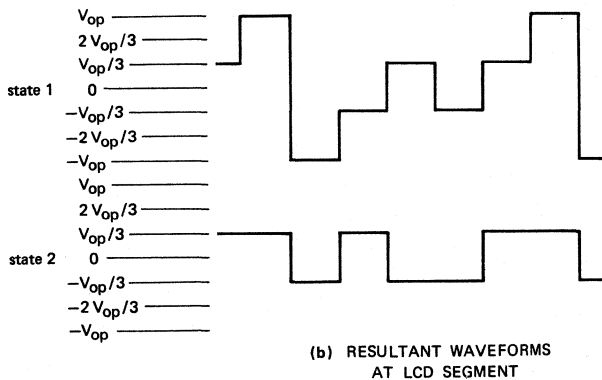 Vop
2 Vop/3
Vop/3
state 1 0
−Vop/3
−2 Vop/3
−Vop
Vop
2 Vop/3
Vop/3
state 2 0
−Vop/3
−2 Vop/3
−Vop
(b) RESULTANT WAVEFORMS
AT LCD SEGMENT